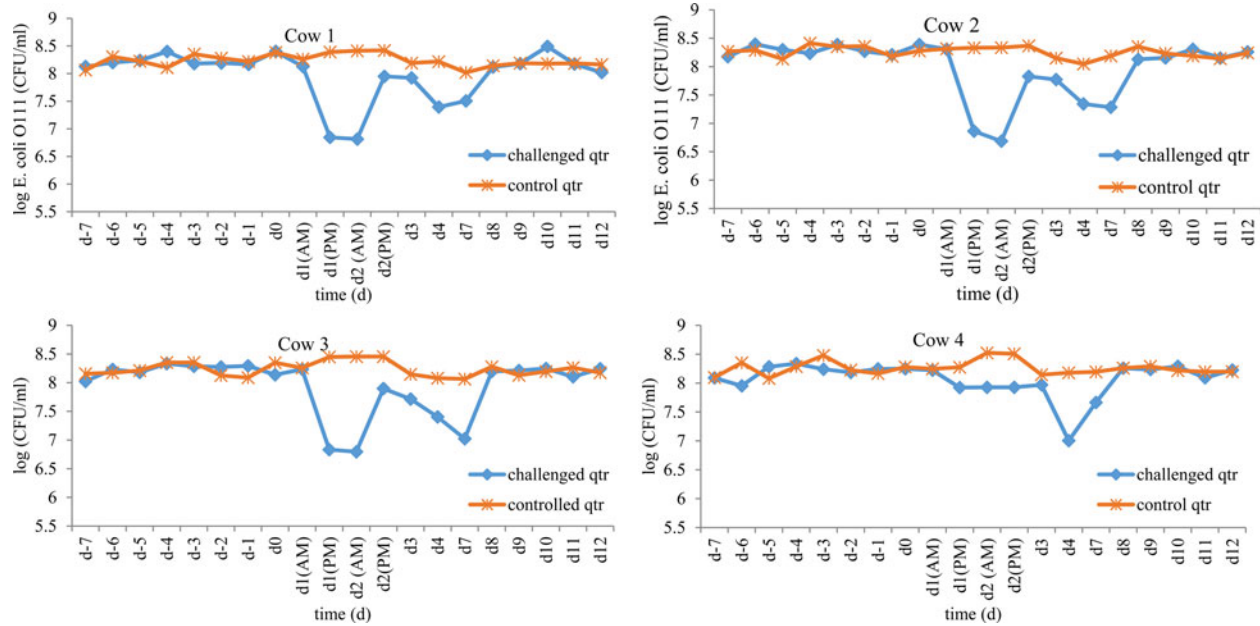 Cow 1
log E. coli O111 (CFU/ml)
9
8.5
8
7.5
7
6.5
6
5.5
challenged qtr
control qtr
d-7
d-6
d-5
d-4
d-3
d-2
d-1
d0
d1(AM)
d1(PM)
d2 (AM)
d2(PM)
d3
d4
d7
d8
d9
d10
d11
d12
time (d)
Cow 2
log E. coli O111 (CFU/ml)
9
8.5
8
7.5
7
6.5
6
5.5
challenged qtr
control qtr
d-7
d-6
d-5
d-4
d-3
d-2
d-1
d0
d1(AM)
d1(PM)
d2 (AM)
d2(PM)
d3
d4
d7
d8
d9
d10
d11
d12
time (d)
Cow 3
log (CFU/ml)
9
8.5
8
7.5
7
6.5
6
5.5
challenged qtr
controlled qtr
d-7
d-6
d-5
d-4
d-3
d-2
d-1
d0
d1(AM)
d1(PM)
d2 (AM)
d2(PM)
d3
d4
d7
d8
d9
d10
d11
d12
time (d)
Cow 4
log (CFU/ml)
9
8.5
8
7.5
7
6.5
6
5.5
challenged qtr
control qtr
d-7
d-6
d-5
d-4
d-3
d-2
d-1
d0
d1(AM)
d1(PM)
d2 (AM)
d2(PM)
d3
d4
d7
d8
d9
d10
d11
d12
time (d)